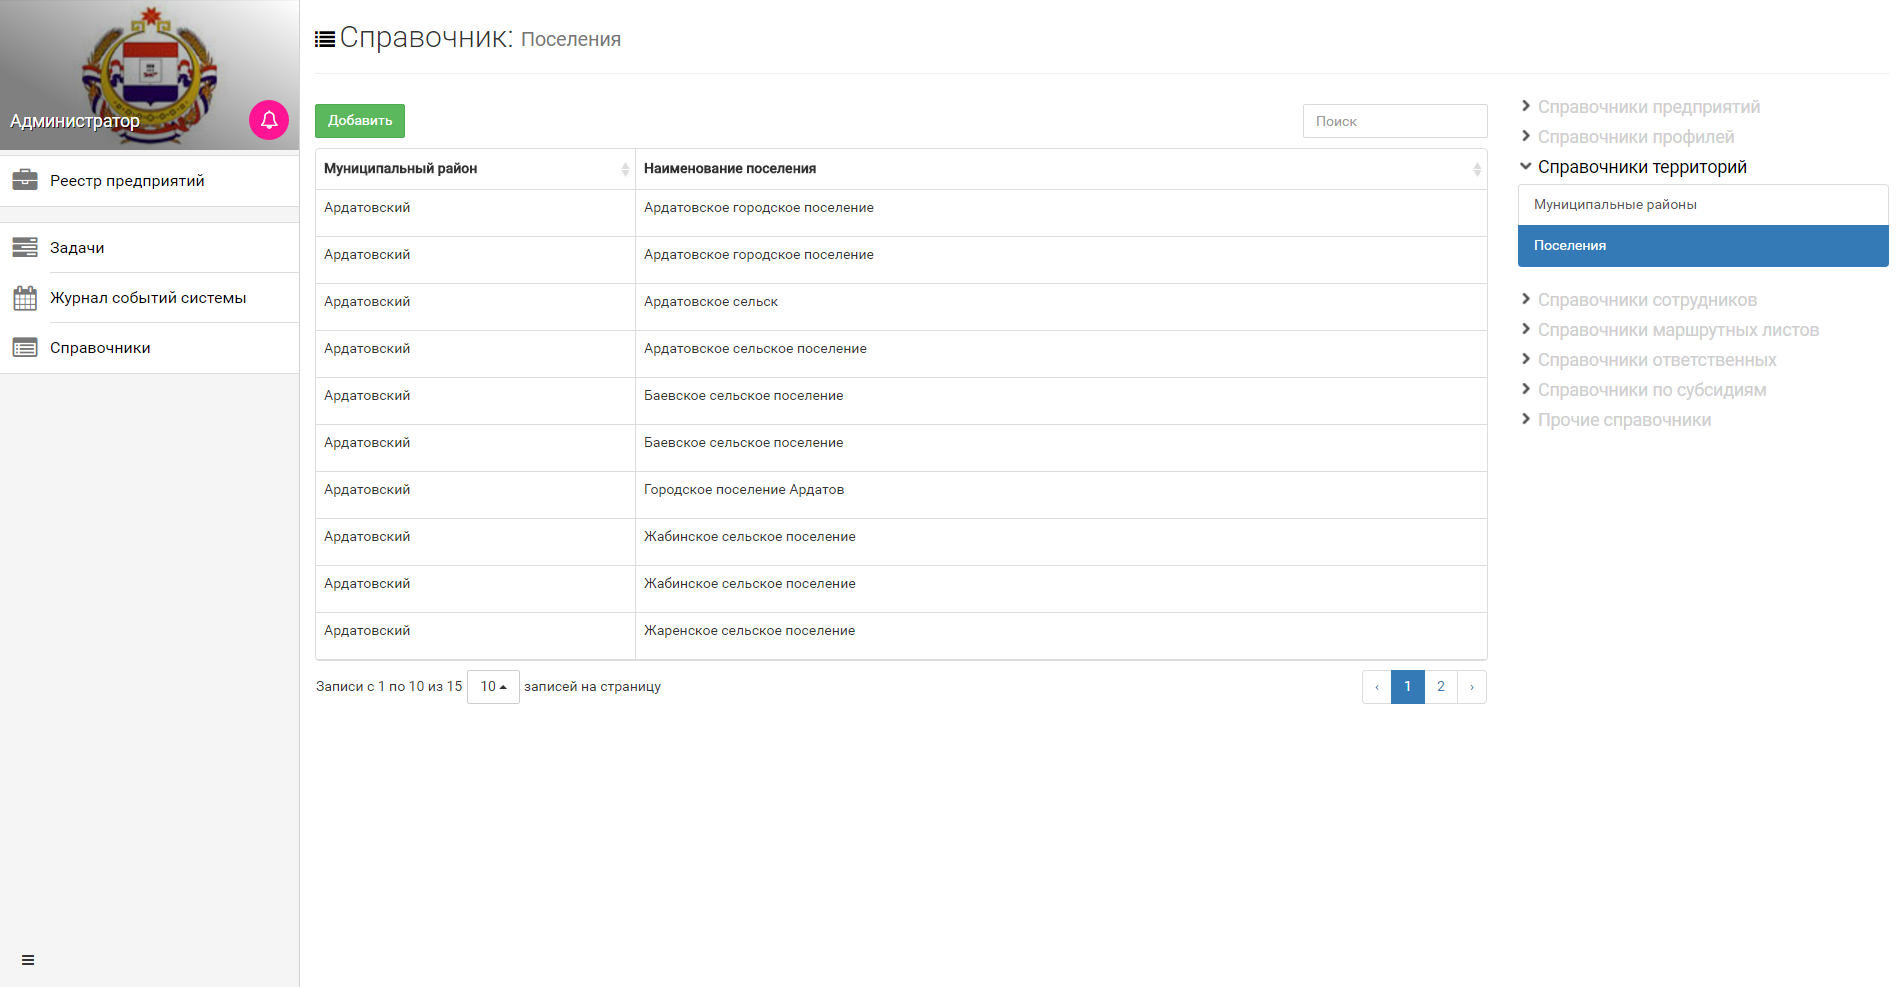 Администратор
Реестр предприятий
Задачи
Журнал событий системы
Справочники
Справочник: Поселения
Добавить
Поиск
Муниципальный район Наименование поселения
Ардатовский Ардатовское городское поселение
Ардатовский Ардатовское городское поселение
Ардатовский Ардатовское сельск
Ардатовский Ардатовское сельское поселение
Ардатовский Баевское сельское поселение
Ардатовский Баевское сельское поселение
Ардатовский Городское поселение Ардатов
Ардатовский Жабинское сельское поселение
Ардатовский Жабинское сельское поселение
Ардатовский Жаренское сельское поселение
Записи с 1 по 10 из 15 10 записей на страницу
‹ 1 2 ›
Справочники предприятий
Справочники профилей
Справочники территорий
Муниципальные районы
Поселения
Справочники сотрудников
Справочники маршрутных листов
Справочники ответственных
Справочники по субсидиям
Прочие справочники